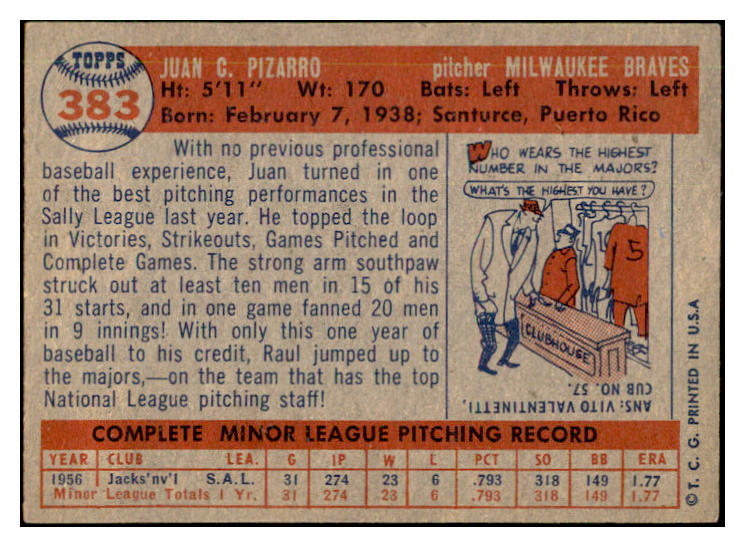 TOPPS
383
JUAN C. PIZARRO pitcher MILWAUKEE BRAVES
Ht: 5'11" Wt: 170 Bats: Left Throws: Left
Born: February 7, 1938; Santurce, Puerto Rico
With no previous professional
baseball experience, Juan turned in one
of the best pitching performances in the
Sally League last year. He topped the loop
in Victories, Strikeouts, Games Pitched and
Complete Games. The strong arm southpaw
struck out at least ten men in 15 of his
31 starts, and in one game fanned 20 men
in 9 innings! With only this one year of
baseball to his credit, Raul jumped up to
the majors,—on the team that has the top
National League pitching staff!
WHO WEARS THE HIGHEST
NUMBER IN THE MAJORS?
WHAT'S THE HIGHEST YOU HAVE?
5
CLUBHOUSE
ANS: VITO VALENTINETTI,
CUB NO. 57.
© T. C. G. PRINTED IN U.S.A
COMPLETE MINOR LEAGUE PITCHING RECORD
YEAR CLUB LEA. G IP W L PCT SO BB ERA
1956 Jacks'nv'l S.A.L. 31 274 23 6 .793 318 149 1.77
Minor League Totals 1 Yr. 31 274 23 6 .793 318 149 1.77